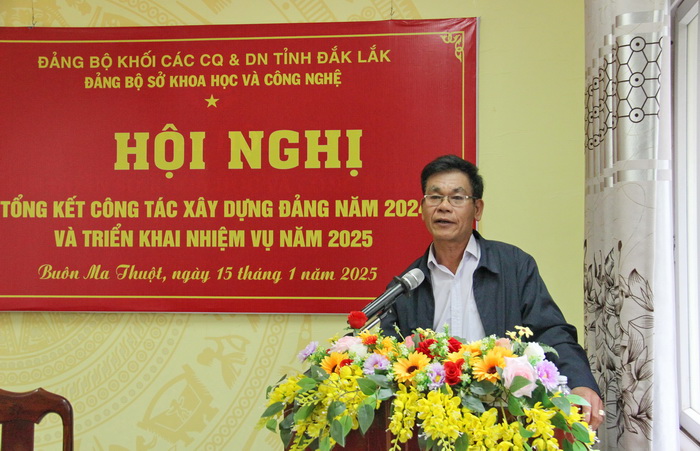 ĐẢNG BỘ KHỐI CÁC CQ & DN TỈNH ĐẮK LẮK
ĐẢNG BỘ SỞ KHOA HỌC VÀ CÔNG NGHỆ
HỘI NGHỊ
TỔNG KẾT CÔNG TÁC XÂY DỰNG ĐẢNG NĂM 2024
VÀ TRIỂN KHAI NHIỆM VỤ NĂM 2025
Buôn Ma Thuột, ngày 15 tháng 1 năm 2025